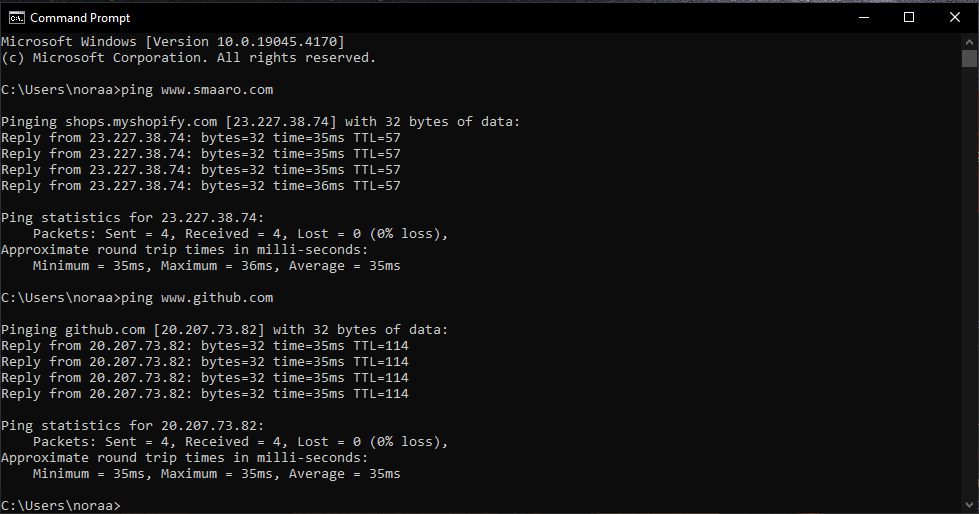 Command Prompt
Microsoft Windows [Version 10.0.19045.4170]
(c) Microsoft Corporation. All rights reserved.
C:\Users\noraa>ping www.smaaro.com
Pinging shops.myshopify.com [23.227.38.74] with 32 bytes of data:
Reply from 23.227.38.74: bytes=32 time=35ms TTL=57
Reply from 23.227.38.74: bytes=32 time=35ms TTL=57
Reply from 23.227.38.74: bytes=32 time=35ms TTL=57
Reply from 23.227.38.74: bytes=32 time=36ms TTL=57
Ping statistics for 23.227.38.74:
    Packets: Sent = 4, Received = 4, Lost = 0 (0% loss),
Approximate round trip times in milli-seconds:
    Minimum = 35ms, Maximum = 36ms, Average = 35ms
C:\Users\noraa>ping www.github.com
Pinging github.com [20.207.73.82] with 32 bytes of data:
Reply from 20.207.73.82: bytes=32 time=35ms TTL=114
Reply from 20.207.73.82: bytes=32 time=35ms TTL=114
Reply from 20.207.73.82: bytes=32 time=35ms TTL=114
Reply from 20.207.73.82: bytes=32 time=35ms TTL=114
Ping statistics for 20.207.73.82:
    Packets: Sent = 4, Received = 4, Lost = 0 (0% loss),
Approximate round trip times in milli-seconds:
    Minimum = 35ms, Maximum = 35ms, Average = 35ms
C:\Users\noraa>